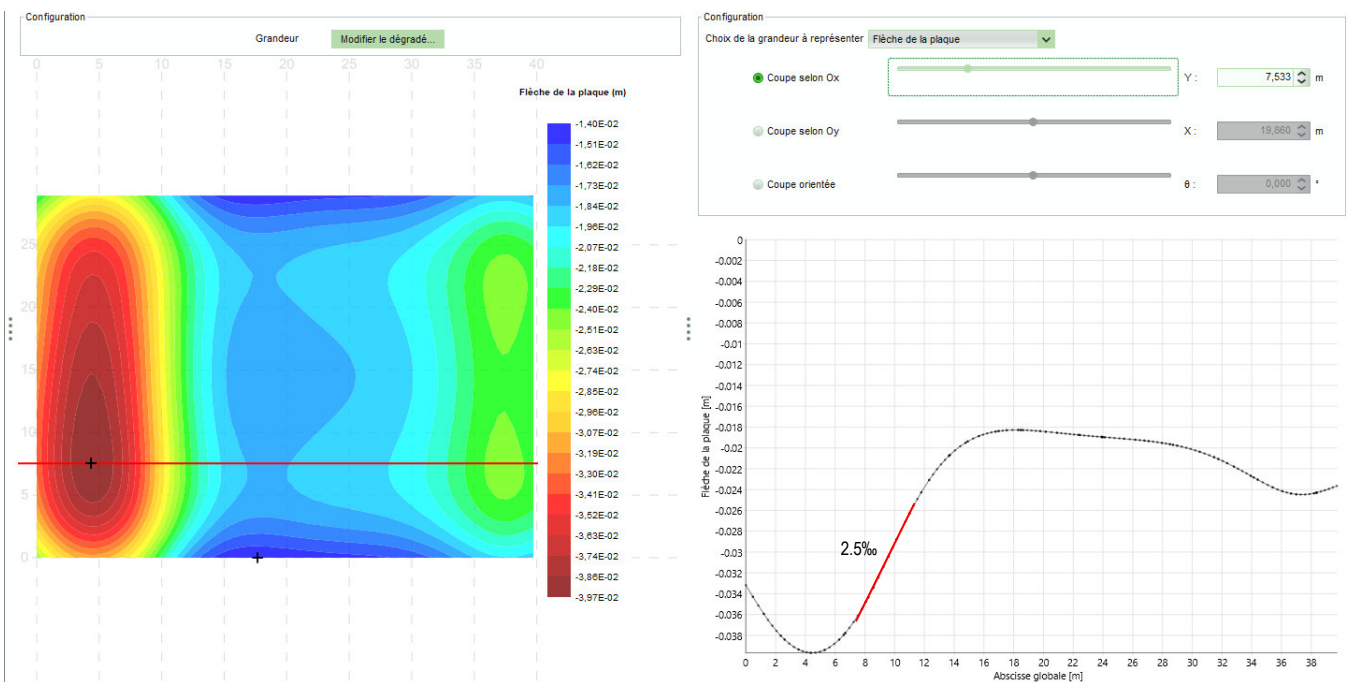 Configuration
Grandeur Modifier le dégradé...
0 5 10 15 20 25 30 35 40
Flèche de la plaque (m)
-1,40E-02
-1,51E-02
-1,62E-02
-1,73E-02
-1,84E-02
-1,96E-02
-2,07E-02
-2,18E-02
-2,29E-02
-2,40E-02
-2,51E-02
-2,63E-02
-2,74E-02
-2,85E-02
-2,96E-02
-3,07E-02
-3,19E-02
-3,30E-02
-3,41E-02
-3,52E-02
-3,63E-02
-3,74E-02
-3,86E-02
-3,97E-02
25
20
15
10
5
0
Configuration
Choix de la grandeur à représenter Flèche de la plaque
Coupe selon Ox Y : 7,533 m
Coupe selon Oy X : 19,860 m
Coupe orientée θ : 0,000 °
0
-0.002
-0.004
-0.006
-0.008
-0.01
-0.012
-0.014
-0.016
-0.018
-0.02
-0.022
-0.024
-0.026
-0.028
-0.03
-0.032
-0.034
-0.036
-0.038
Flèche de la plaque [m]
2.5‰
0 2 4 6 8 10 12 14 16 18 20 22 24 26 28 30 32 34 36 38
Abscisse globale [m]